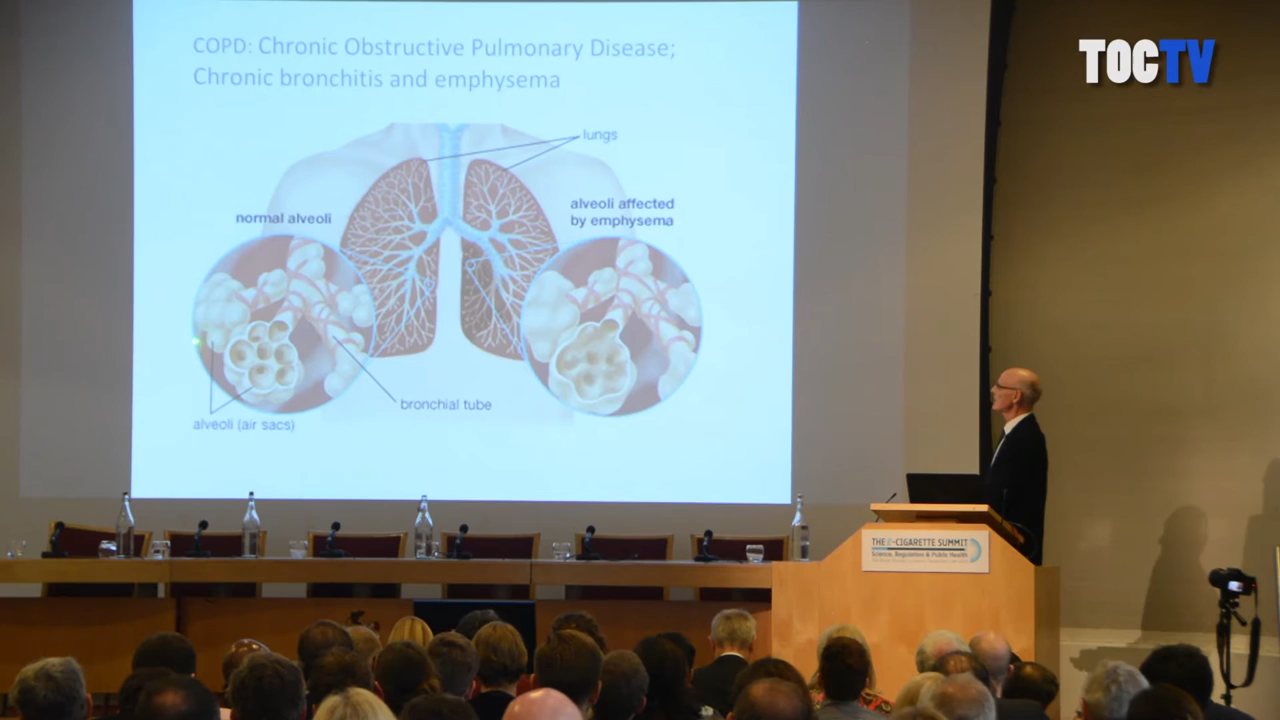 COPD: Chronic Obstructive Pulmonary Disease;
Chronic bronchitis and emphysema
TOCTV
lungs
normal alveoli
alveoli affected
by emphysema
bronchial tube
alveoli (air sacs)
THE E-CIGARETTE SUMMIT
Science, Regulation & Public Health